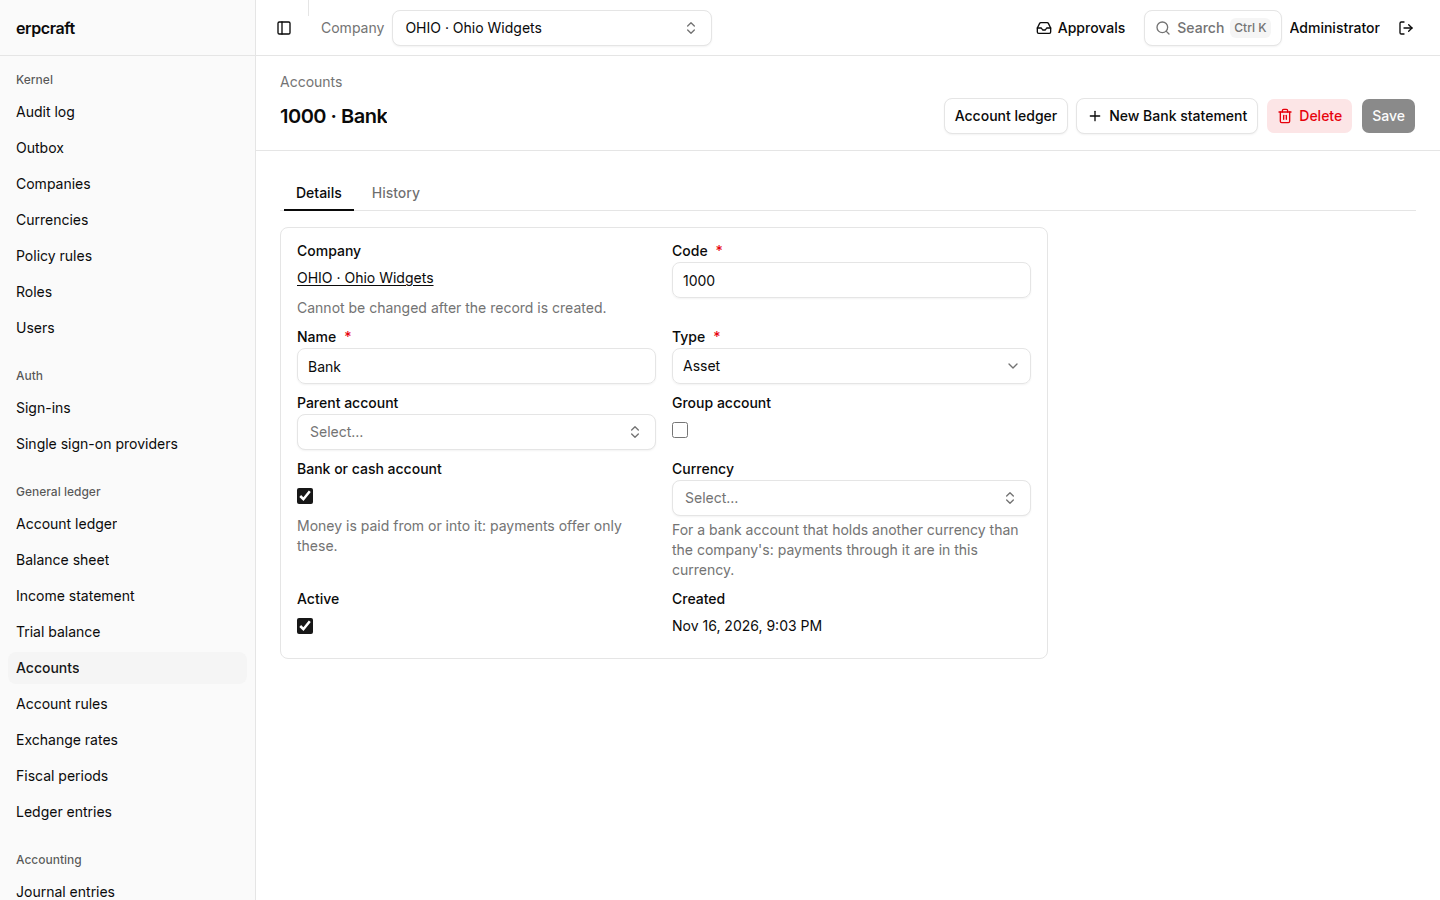 erpcraft
Company
OHIO · Ohio Widgets
Approvals
Search
Ctrl K
Administrator
Kernel
Audit log
Outbox
Companies
Currencies
Policy rules
Roles
Users
Auth
Sign-ins
Single sign-on providers
General ledger
Account ledger
Balance sheet
Income statement
Trial balance
Accounts
Account rules
Exchange rates
Fiscal periods
Ledger entries
Accounting
Journal entries
Accounts
1000 · Bank
Account ledger
New Bank statement
Delete
Save
Details
History
Company
OHIO · Ohio Widgets
Cannot be changed after the record is created.
Code *
1000
Name *
Bank
Type *
Asset
Parent account
Select...
Group account
Bank or cash account
Money is paid from or into it: payments offer only
these.
Currency
Select...
For a bank account that holds another currency than
the company's: payments through it are in this
currency.
Active
Created
Nov 16, 2026, 9:03 PM